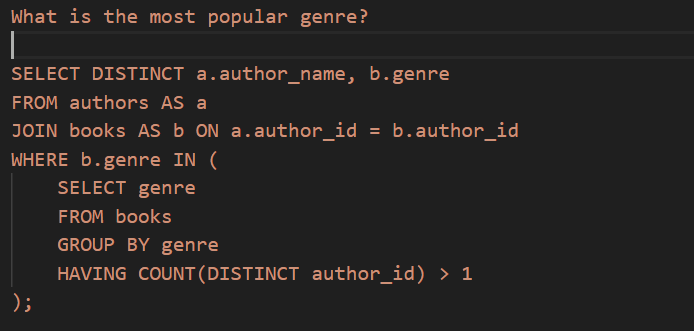 What is the most popular genre?
SELECT DISTINCT a.author_name, b.genre
FROM authors AS a
JOIN books AS b ON a.author_id = b.author_id
WHERE b.genre IN (
    SELECT genre
    FROM books
    GROUP BY genre
    HAVING COUNT(DISTINCT author_id) > 1
);